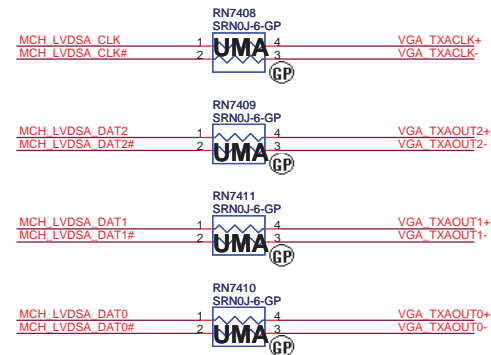 RN7408
SRN0J-6-GP
MCH_LVDSA_CLK 1 4 VGA_TXACLK+
MCH_LVDSA_CLK# 2 UMA 3 VGA_TXACLK-
GP
RN7409
SRN0J-6-GP
MCH_LVDSA_DAT2 1 4 VGA_TXAOUT2+
MCH_LVDSA_DAT2# 2 UMA 3 VGA_TXAOUT2-
GP
RN7411
SRN0J-6-GP
MCH_LVDSA_DAT1 1 4 VGA_TXAOUT1+
MCH_LVDSA_DAT1# 2 UMA 3 VGA_TXAOUT1-
GP
RN7410
SRN0J-6-GP
MCH_LVDSA_DAT0 1 4 VGA_TXAOUT0+
MCH_LVDSA_DAT0# 2 UMA 3 VGA_TXAOUT0-
GP